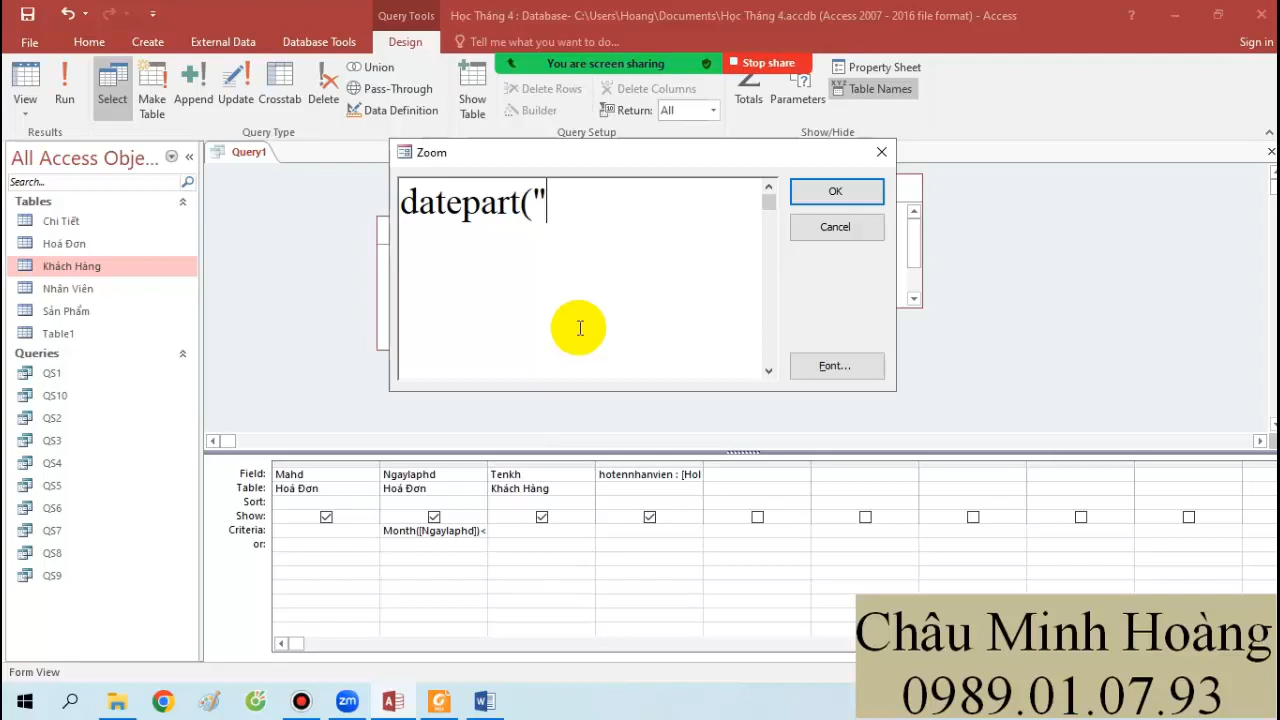 Query Tools
Học Tháng 4 : Database- C:\Users\Hoang\Documents\Học Tháng 4.accdb (Access 2007 - 2016 file format) - Access
File Home Create External Data Database Tools Design Tell me what you want to do... Sign in
You are screen sharing Stop share
View
Run
Select
Make Table
Append
Update
Crosstab
Delete
Union
Pass-Through
Data Definition
Show Table
Delete Rows
Builder
Delete Columns
Return: All
Totals
Parameters
Property Sheet
Table Names
Results
Query Type
Query Setup
Show/Hide
All Access Obje...
Search...
Tables
Chi Tiết
Hoá Đơn
Khách Hàng
Nhân Viên
Sản Phẩm
Table1
Queries
QS1
QS10
QS2
QS3
QS4
QS5
QS6
QS7
QS8
QS9
Query1
Zoom
datepart("
OK
Cancel
Font...
Field: Mahd Ngaylaphd Tenkh hotennhanvien : [Hol
Table: Hoá Đơn Hoá Đơn Khách Hàng
Sort:
Show:
Criteria: Month([Ngaylaphd])<
or:
Châu Minh Hoàng
0989.01.07.93
Form View